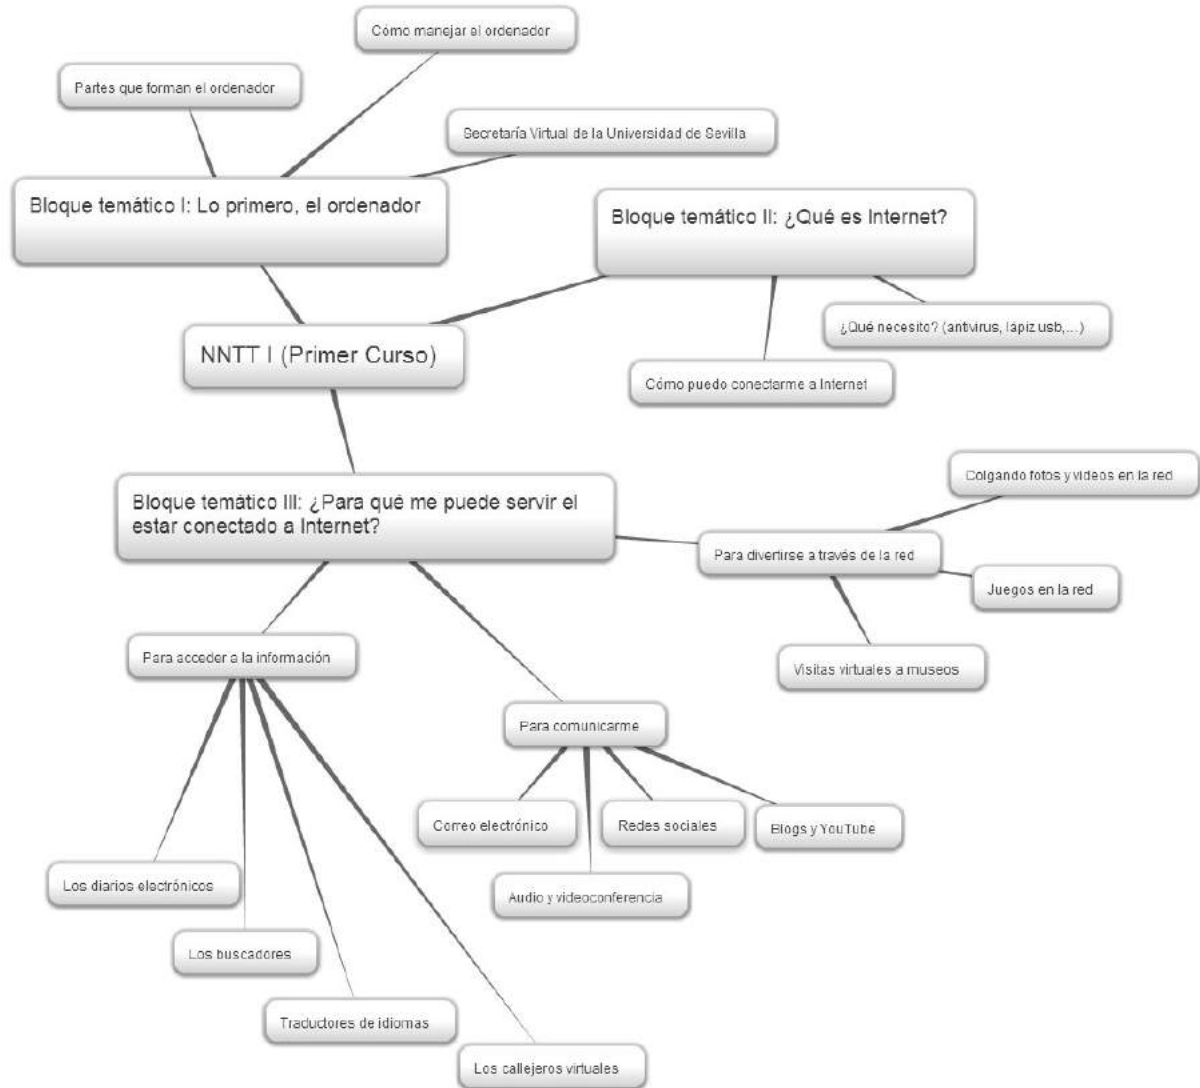 Cómo manejar el ordenador
Partes que forman el ordenador
Secretaría Virtual de la Universidad de Sevilla
Bloque temático I: Lo primero, el ordenador
Bloque temático II: ¿Qué es Internet?
¿Qué necesito? (antivirus, lápiz usb,...)
NNTT I (Primer Curso)
Cómo puedo conectarme a Internet
Bloque temático III: ¿Para qué me puede servir el
estar conectado a Internet?
Colgando fotos y videos en la red
Para divertirse a través de la red
Juegos en la red
Visitas virtuales a museos
Para acceder a la información
Para comunicarme
Correo electrónico
Redes sociales
Blogs y YouTube
Audio y videoconferencia
Los diarios electrónicos
Los buscadores
Traductores de idiomas
Los callejeros virtuales